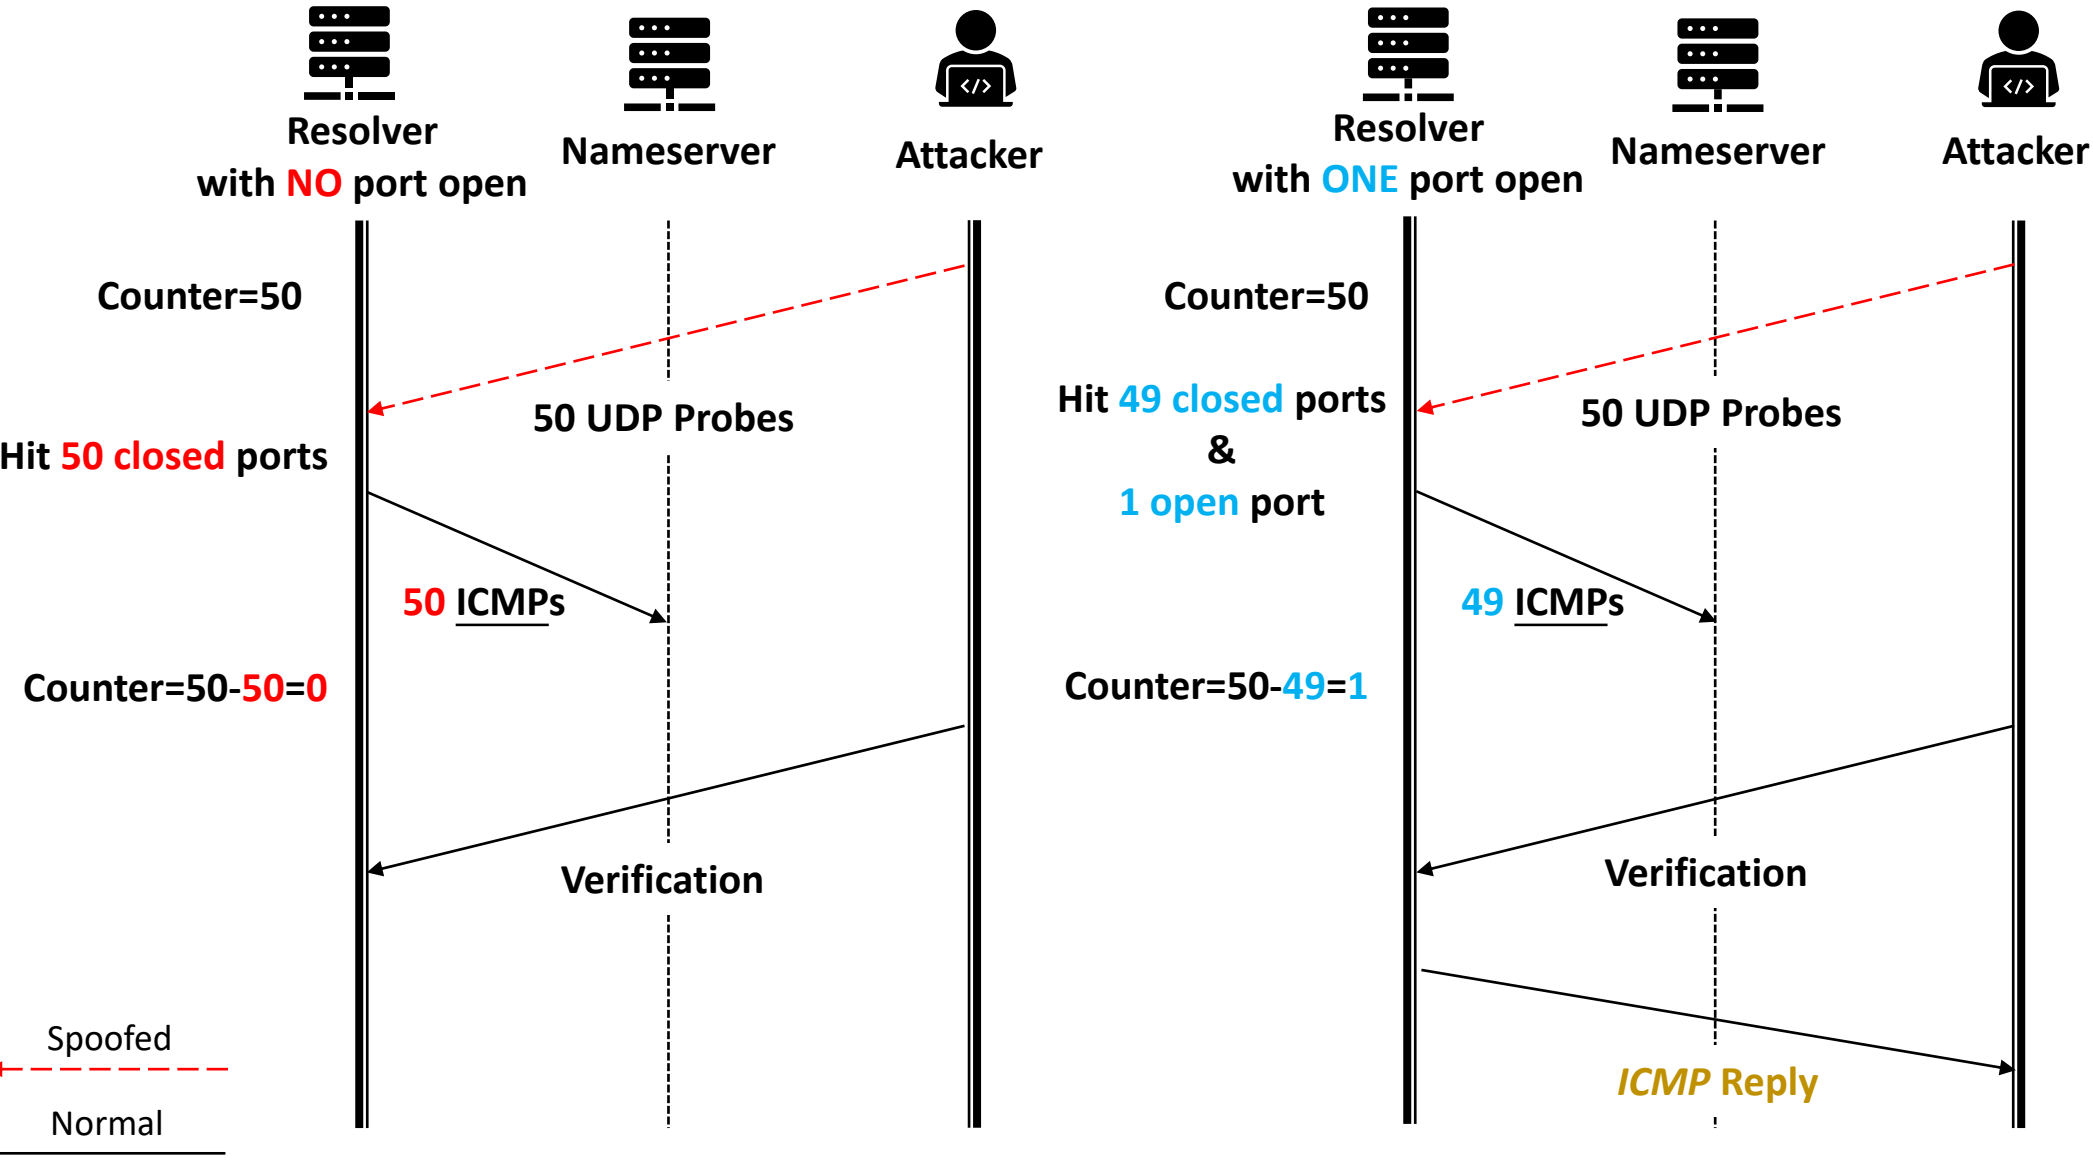 Resolver
with NO port open
Nameserver
Attacker
Counter=50
50 UDP Probes
Hit 50 closed ports
50 ICMPs
Counter=50-50=0
Verification
Spoofed
Normal
Resolver
with ONE port open
Nameserver
Attacker
Counter=50
Hit 49 closed ports
&
1 open port
50 UDP Probes
49 ICMPs
Counter=50-49=1
Verification
ICMP Reply